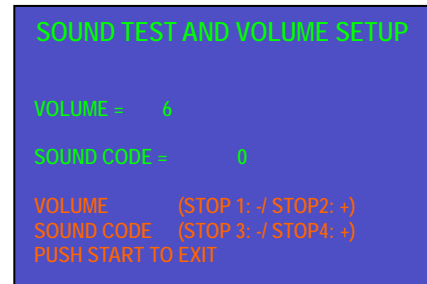 SOUND TEST AND VOLUME SETUP
VOLUME = 6
SOUND CODE = 0
VOLUME (STOP 1: -/ STOP2: +)
SOUND CODE (STOP 3: -/ STOP4: +)
PUSH START TO EXIT